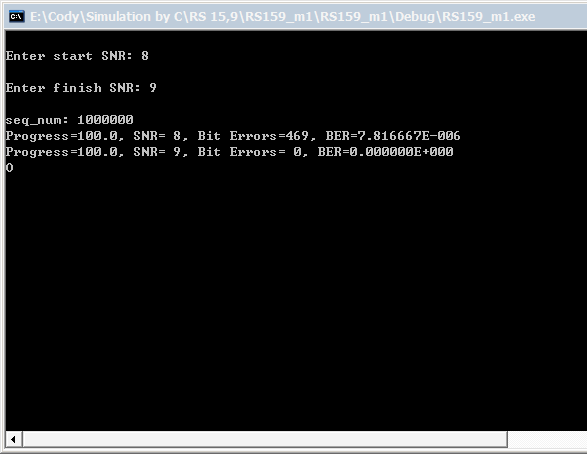 E:\Cody\Simulation by C\RS 15,9\RS159_m1\RS159_m1\Debug\RS159_m1.exe
Enter start SNR: 8
Enter finish SNR: 9
seq_num: 1000000
Progress=100.0, SNR= 8, Bit Errors=469, BER=7.816667E-006
Progress=100.0, SNR= 9, Bit Errors= 0, BER=0.000000E+000
O